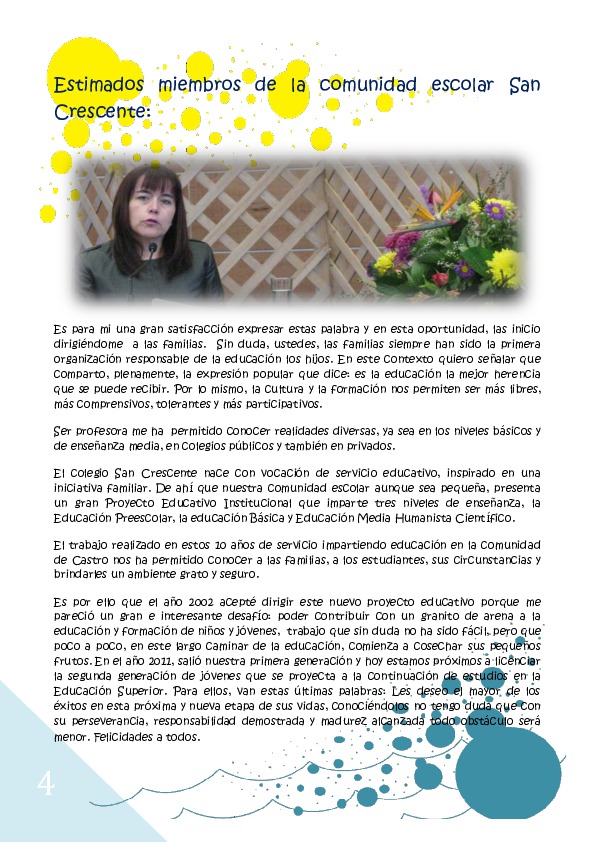 Estimados miembros de la comunidad escolar San
Crescente:
Es para mi una gran satisfacción expresar estas palabra y en esta oportunidad, las inicio
dirigiéndome a las familias. Sin duda, ustedes, las familias siempre han sido la primera
organización responsable de la educación los hijos. En este contexto quiero señalar que
comparto, plenamente, la expresión popular que dice: es la educación la mejor herencia
que se puede recibir. Por lo mismo, la cultura y la formación nos permiten ser más libres,
más comprensivos, tolerantes y más participativos.
Ser profesora me ha permitido conocer realidades diversas, ya sea en los niveles básicos y
de enseñanza media, en colegios públicos y también en privados.
El colegio San Crescente nace con vocación de servicio educativo, inspirado en una
iniciativa familiar. De ahí que nuestra comunidad escolar aunque sea pequeña, presenta
un gran Proyecto Educativo Institucional que imparte tres niveles de enseñanza, la
Educación Preescolar, la educación Básica y Educación Media Humanista Científico.
El trabajo realizado en estos 10 años de servicio impartiendo educación en la Comunidad
de Castro nos ha permitido conocer a las familias, a los estudiantes, sus circunstancias y
brindarles un ambiente grato y seguro.
Es por ello que el año 2002 acepté dirigir este nuevo proyecto educativo porque me
pareció un gran e interesante desafío: poder contribuir con un granito de arena a la
educación y formación de niños y jóvenes, trabajo que sin duda no ha sido fácil, pero que
poco a poco, en este largo caminar de la educación, comienza a cosechar sus pequeños
frutos. En el año 2011, salió nuestra primera generación y hoy estamos próximos a licenciar
la segunda generación de jóvenes que se proyecta a la continuación de estudios en la
Educación Superior. Para ellos, van estas últimas palabras: Les deseo el mayor de los
éxitos en esta próxima y nueva etapa de sus vidas, conociéndolos no tengo duda que con
su perseverancia, responsabilidad demostrada y madurez alcanzada todo obstáculo será
menor. Felicidades a todos.
4